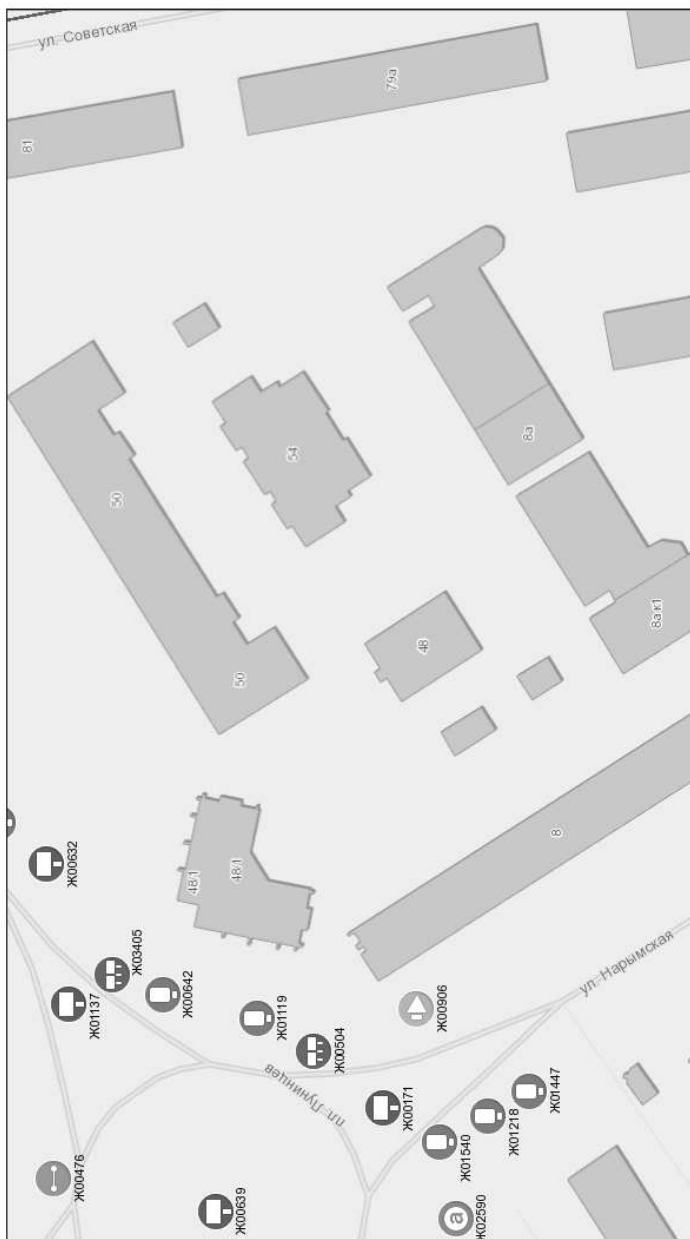 ул. Советская
81
79а
50
54
8а
50
48
8а к1
48/1
48/1
8
Ж00632
Ж03405
Ж01137
Ж00642
Ж01119
Ж00504
Ж00906
ул. Нарымская
пл. Лунинцев
Ж00171
Ж01447
Ж01218
Ж01540
Ж00476
Ж00639
a
Ж02590